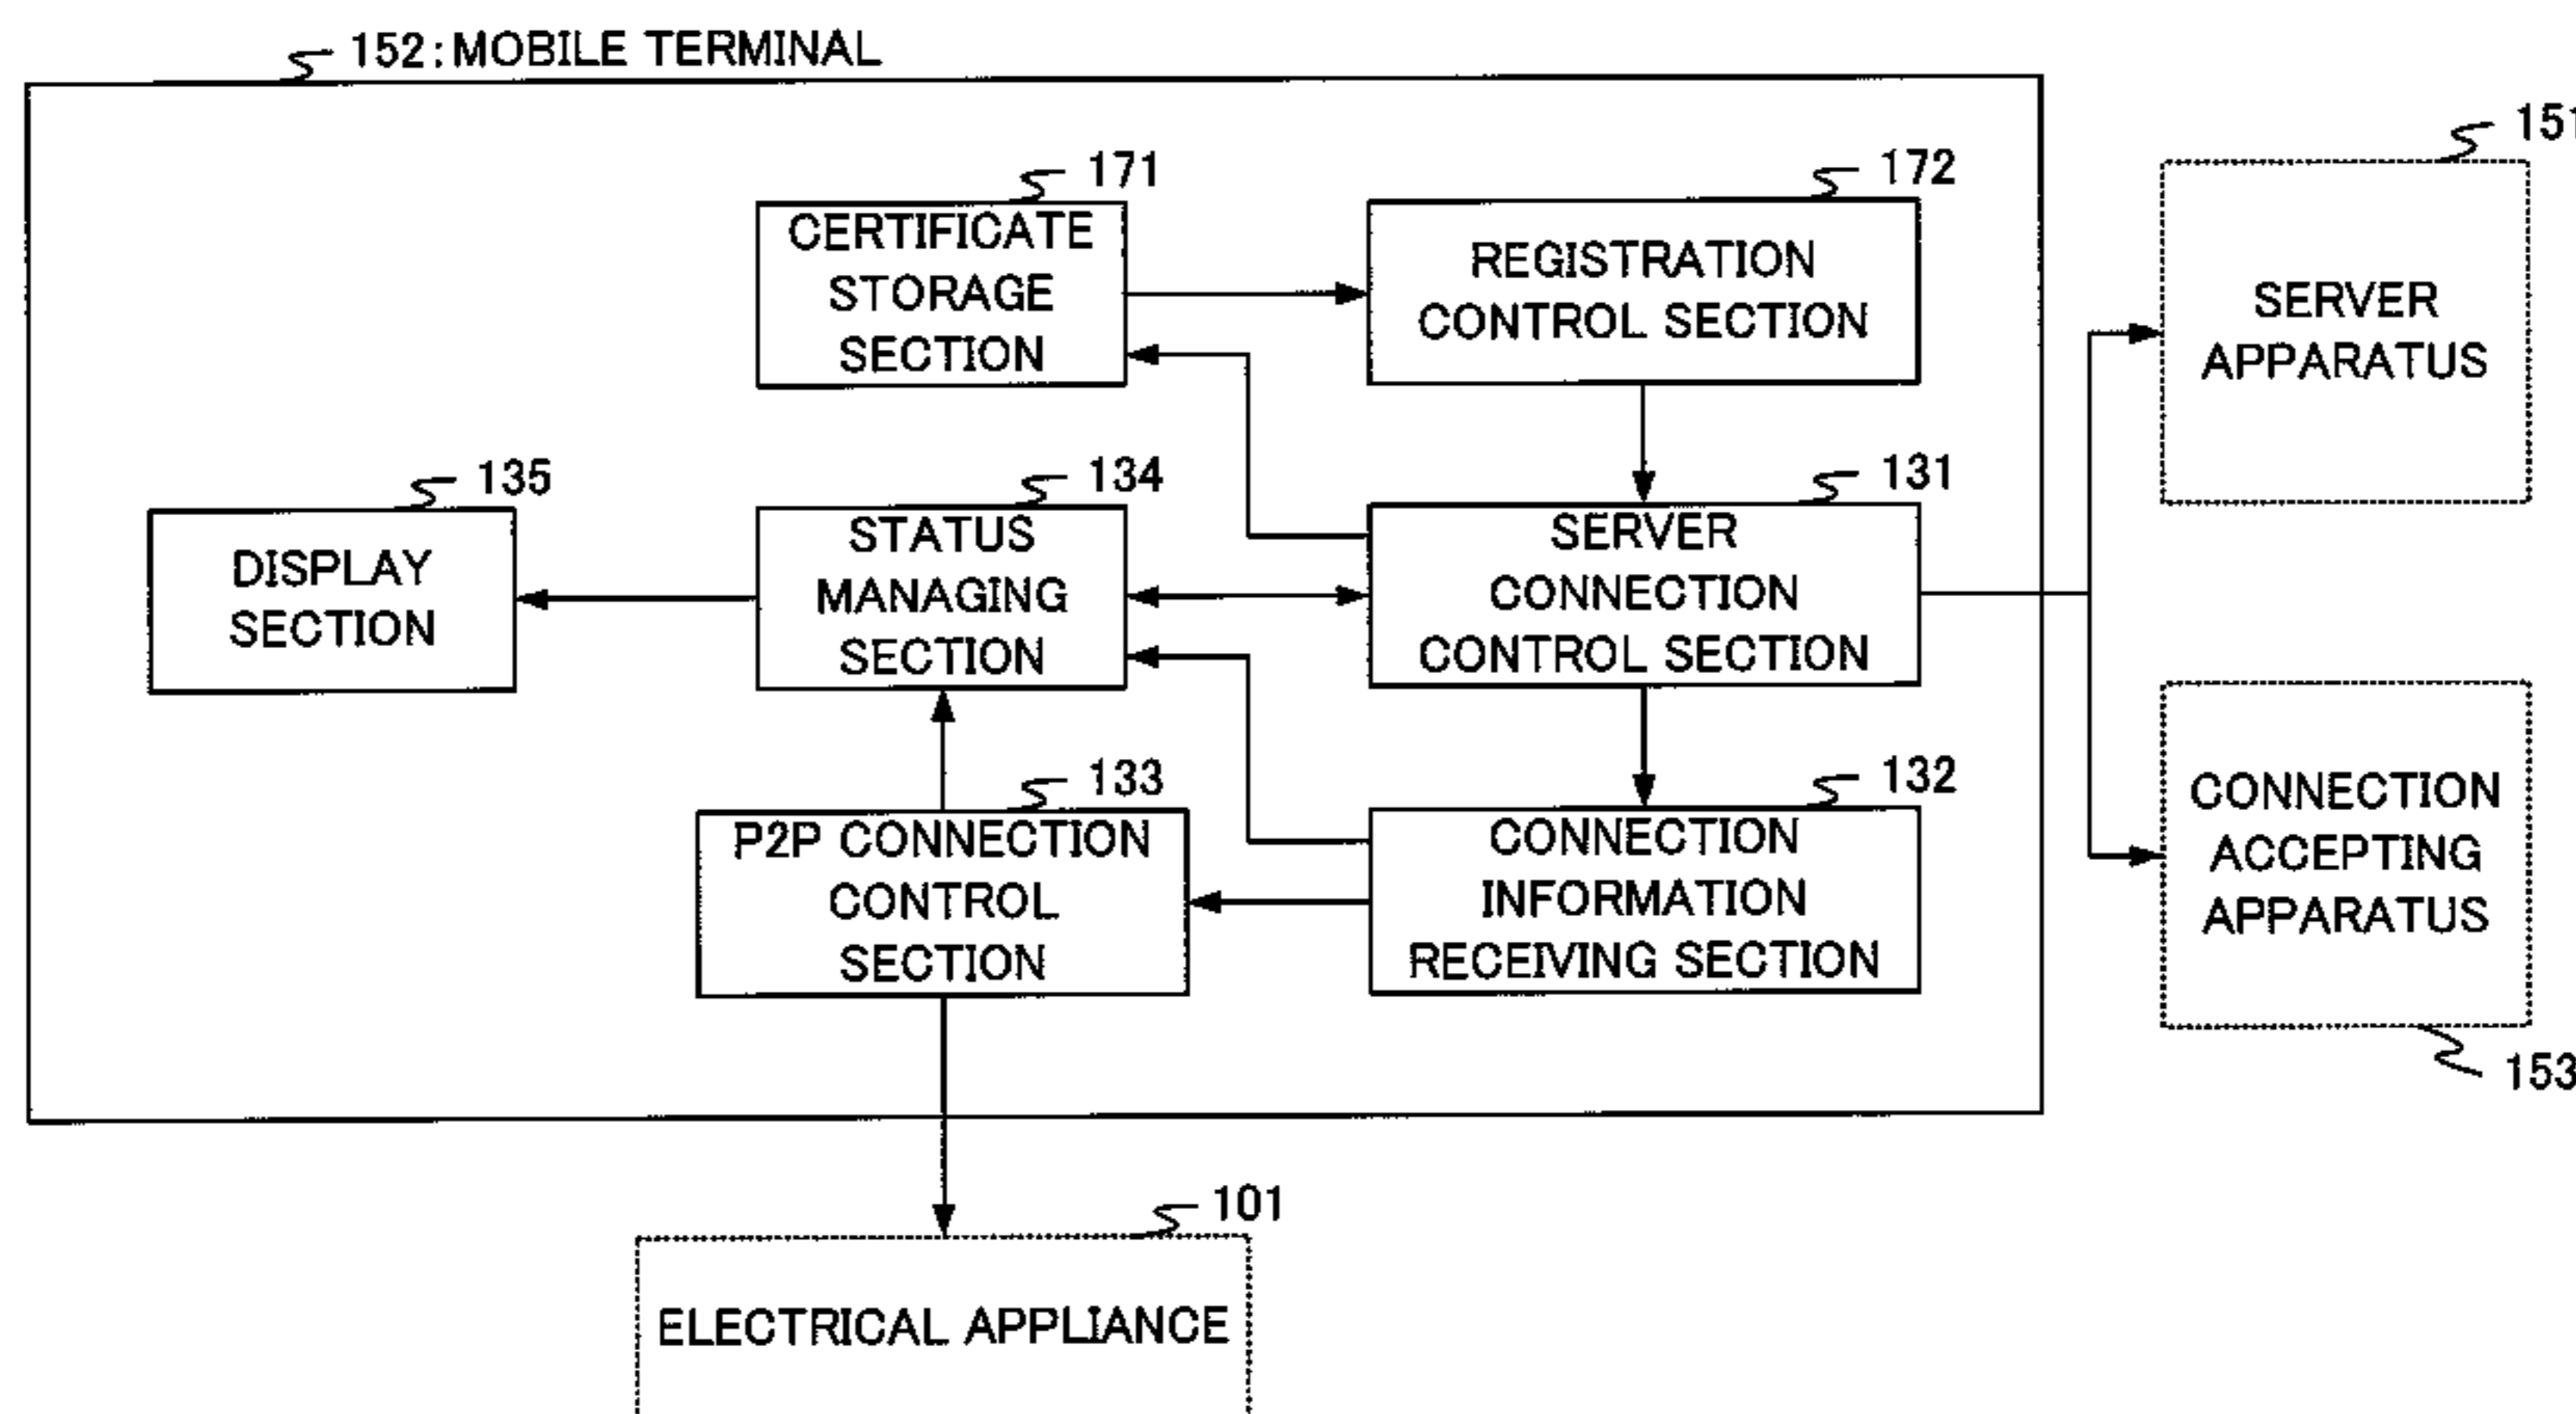 152:MOBILE TERMINAL
151
171
172
CERTIFICATE
STORAGE
SECTION
REGISTRATION
CONTROL SECTION
SERVER
APPARATUS
135
134
131
DISPLAY
SECTION
STATUS
MANAGING
SECTION
SERVER
CONNECTION
CONTROL SECTION
133
132
P2P CONNECTION
CONTROL
SECTION
CONNECTION
INFORMATION
RECEIVING SECTION
CONNECTION
ACCEPTING
APPARATUS
153
101
ELECTRICAL APPLIANCE